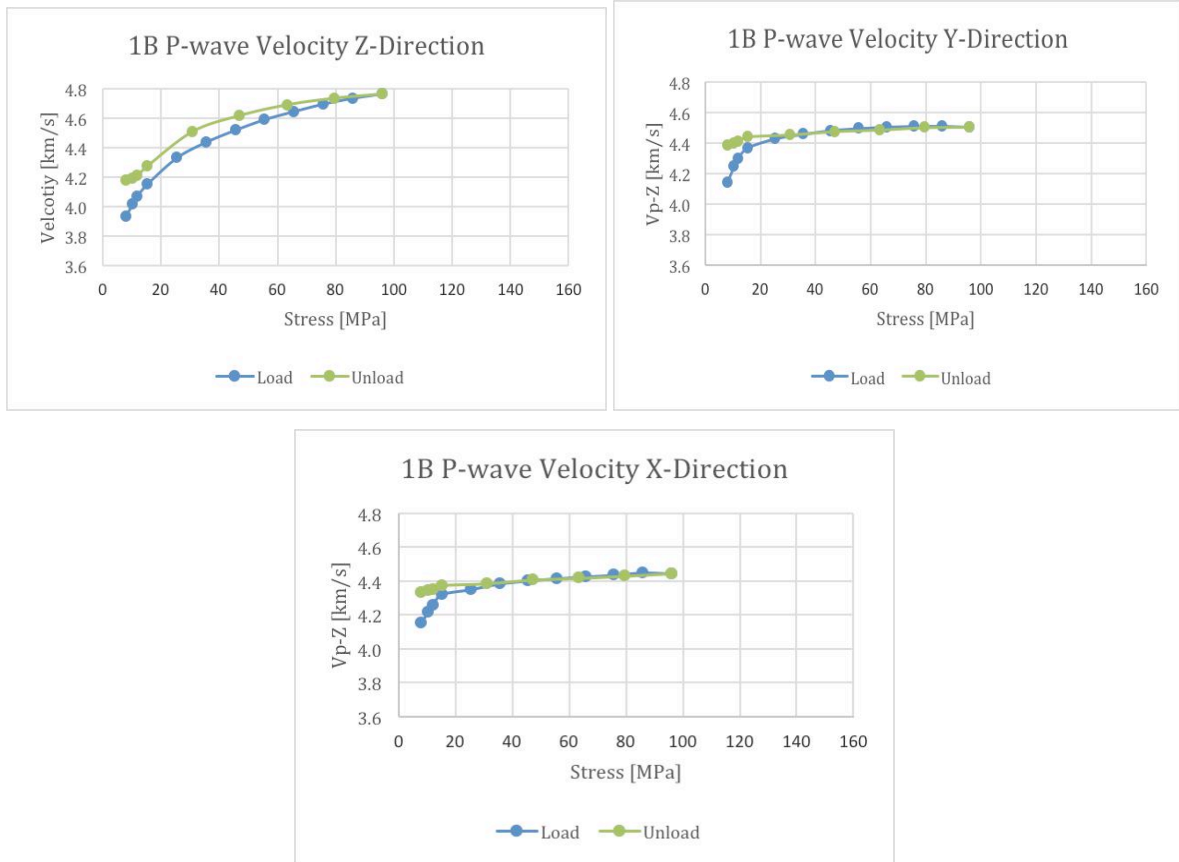 1B P-wave Velocity Z-Direction
Velcotiy [km/s]
4.8
4.6
4.4
4.2
4.0
3.8
3.6
0 20 40 60 80 100 120 140 160
Stress [MPa]
Load Unload
1B P-wave Velocity Y-Direction
Vp-Z [km/s]
4.8
4.6
4.4
4.2
4.0
3.8
3.6
0 20 40 60 80 100 120 140 160
Stress [MPa]
Load Unload
1B P-wave Velocity X-Direction
Vp-Z [km/s]
4.8
4.6
4.4
4.2
4.0
3.8
3.6
0 20 40 60 80 100 120 140 160
Stress [MPa]
Load Unload